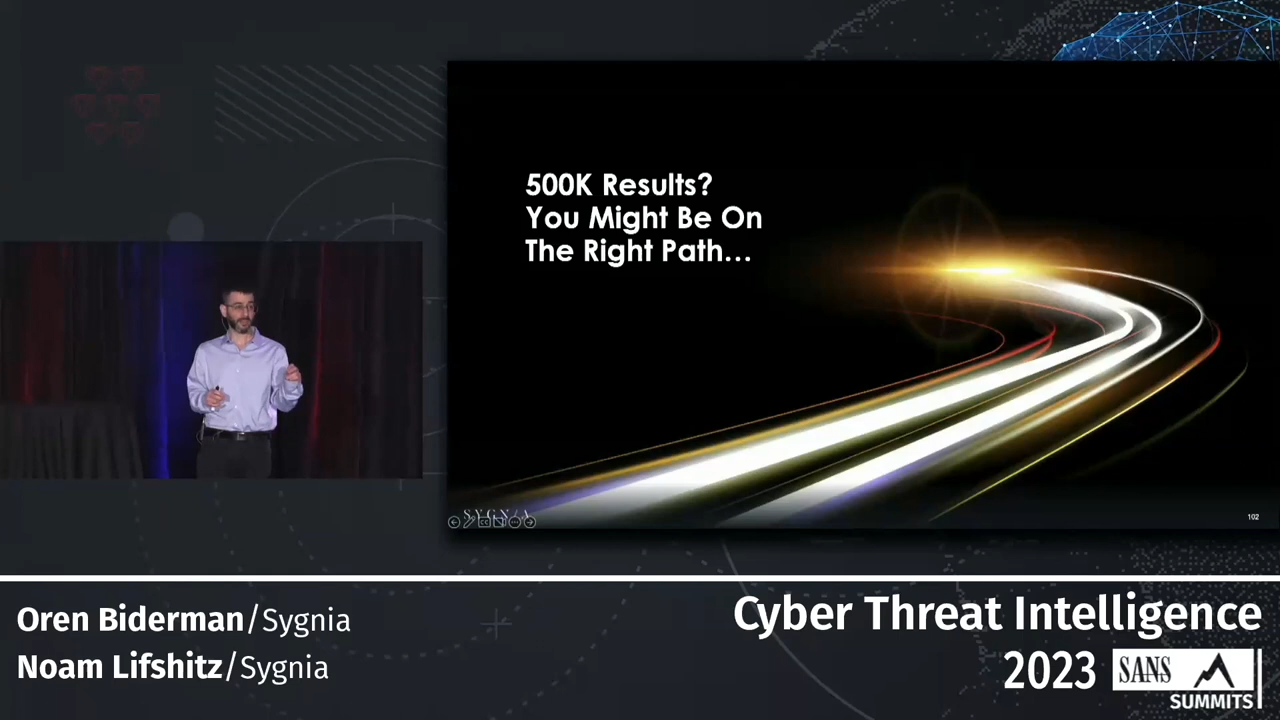 500K Results?
You Might Be On
The Right Path...
SYGNIA
102
Oren Biderman/Sygnia
Noam Lifshitz/Sygnia
Cyber Threat Intelligence
2023
SANS
SUMMITS